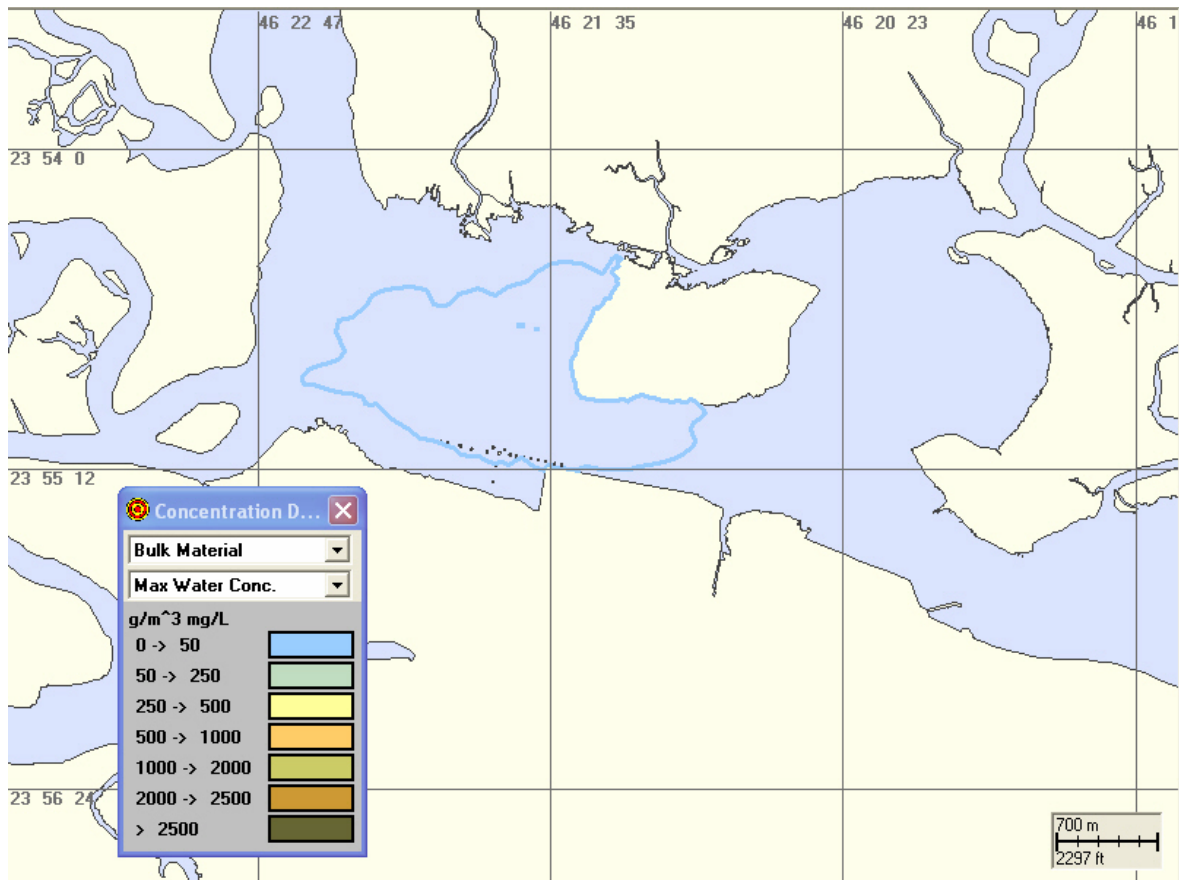 46 22 47
46 21 35
46 20 23
46 1
23 54 0
23 55 12
Concentration D...
Bulk Material
Max Water Conc.
g/m^3 mg/L
0 -> 50
50 -> 250
250 -> 500
500 -> 1000
1000 -> 2000
2000 -> 2500
> 2500
23 56 24
700 m
2297 ft